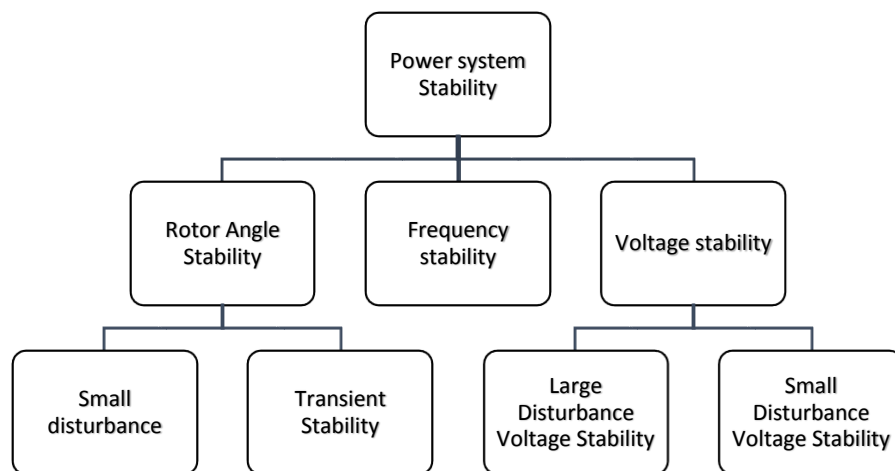 Power system
Stability
Rotor Angle
Stability
Frequency
stability
Voltage stability
Small
disturbance
Transient
Stability
Large
Disturbance
Voltage Stability
Small
Disturbance
Voltage Stability